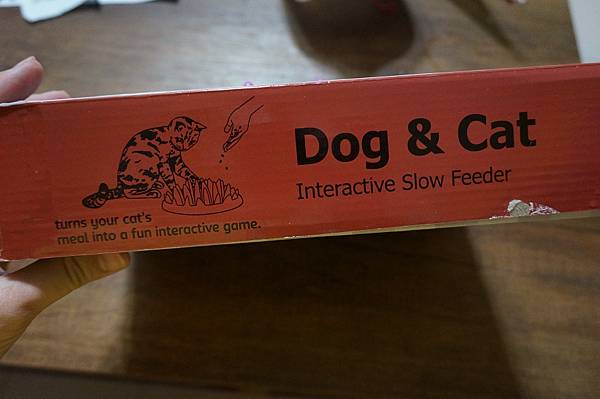 Dog & Cat
Interactive Slow Feeder
turns your cat's
meal into a fun interactive game.